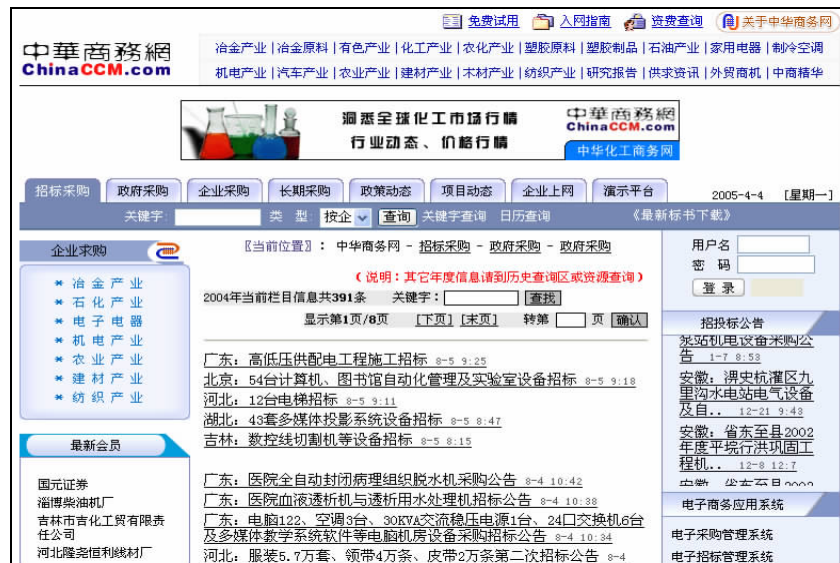 免费试用 入网指南 资费查询 关于中华商务网
中華商務網 冶金产业|冶金原料|有色产业|化工产业|农化产业|塑胶原料|塑胶制品|石油产业|家用电器|制冷空调
ChinaCCM.com 机电产业|汽车产业|农业产业|建材产业|木材产业|纺织产业|研究报告|供求资讯|外贸商机|中商精华
洞悉全球化工市场行情
行业动态、价格行情
中華商務網
ChinaCCM.com
中华化工商务网
招标采购 政府采购 企业采购 长期采购 政策动态 项目动态 企业上网 演示平台 2005-4-4 [星期一]
关键字: 类 型: 按企 查询 关键字查询 日历查询 《最新标书下载》
企业求购
冶金产业
石化产业
电子电器
机电产业
农业产业
建材产业
纺织产业
最新会员
国元证券
淄博柴油机厂
吉林市吉化工贸有限责
任公司
河北隆尧恒利线材厂
〖当前位置〗: 中华商务网 - 招标采购 - 政府采购 - 政府采购
(说明:其它年度信息请到历史查询区或资源查询)
2004年当前栏目信息共391条 关键字: 查找
显示第1页/8页 [下页] [末页] 转第 页 确认
广东: 高低压供配电工程施工招标 8-5 9:25
北京: 54台计算机、图书馆自动化管理及实验室设备招标 8-5 9:18
河北: 12台电梯招标 8-5 9:11
湖北: 43套多媒体投影系统设备招标 8-5 8:47
吉林: 数控线切割机等设备招标 8-5 8:15
广东: 医院全自动封闭病理组织脱水机采购公告 8-4 10:42
广东: 医院血液透析机与透析用水处理机招标公告 8-4 10:38
广东: 电脑122、空调3台、30KVA交流稳压电源1台、24口交换机6台
及多媒体教学系统软件等电脑机房设备采购招标公告 8-4 10:34
河北: 服装5.7万套、领带4万条、皮带2万条第二次招标公告 8-4
用户名
密 码
登 录
招投标公告
泵站机电设备采购公
告 1-7 8:53
安徽: 淠史杭灌区九
里沟水电站电气设备
及自.. 12-21 9:43
安徽: 省东至县2002
年度平垸行洪巩固工
程机.. 12-8 12:7
安徽: 省东至县2002
电子商务应用系统
电子采购管理系统
电子招标管理系统